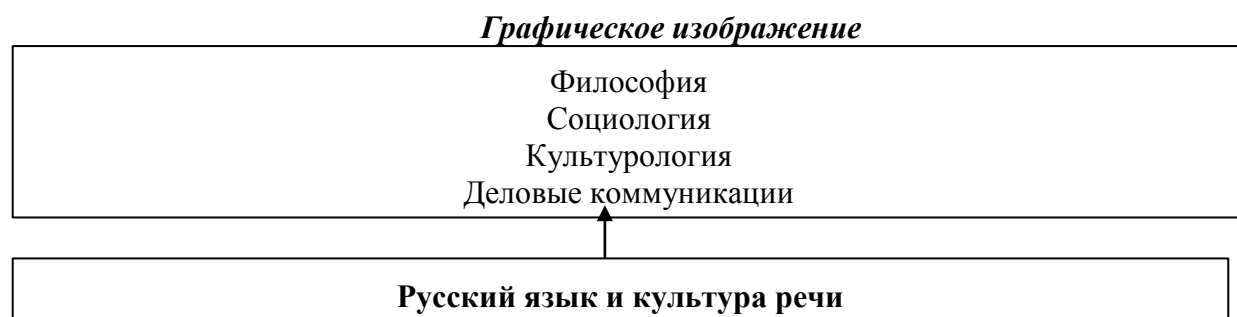 Графическое изображение
Философия
Социология
Культурология
Деловые коммуникации
Русский язык и культура речи